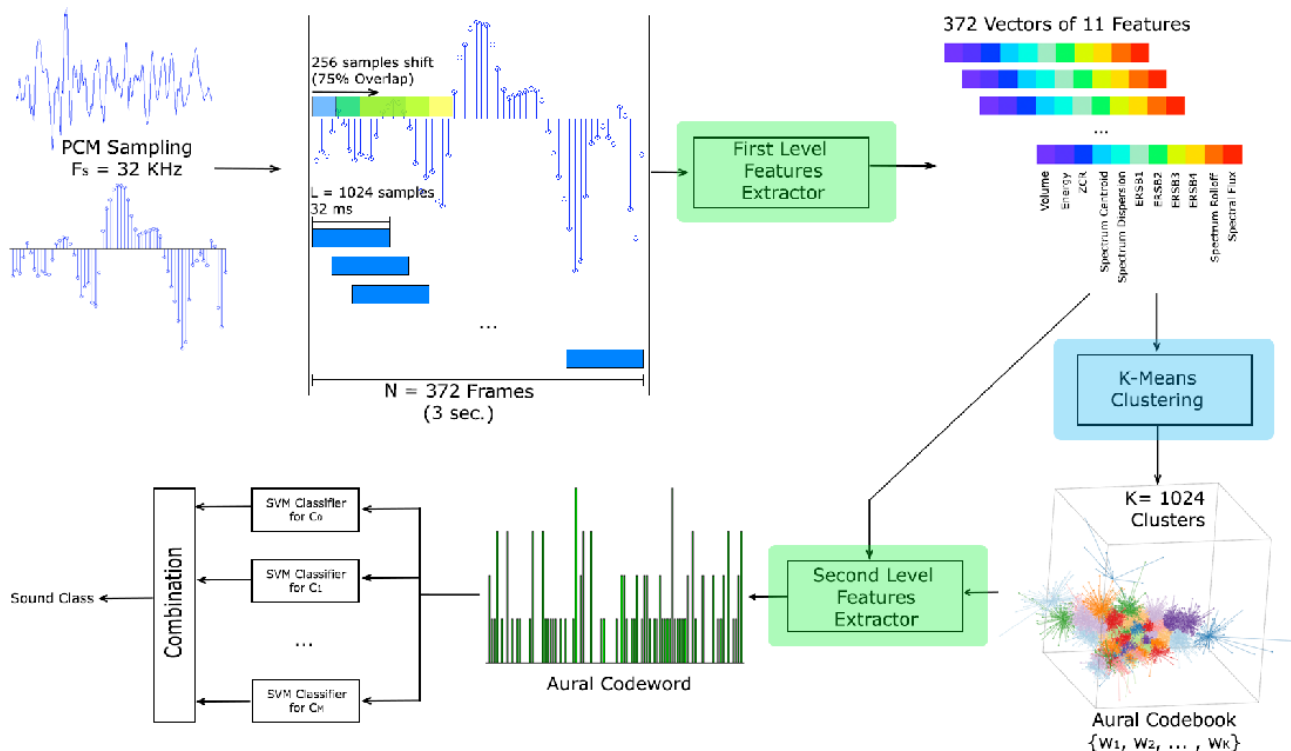 PCM Sampling
Fs = 32 KHz
256 samples shift
(75% Overlap)
L = 1024 samples
32 ms
...
N = 372 Frames
(3 sec.)
First Level
Features
Extractor
372 Vectors of 11 Features
...
Volume
Energy
ZCR
Spectrum Cantroid
Spectrum Dispersion
ERSB1
ERSB2
ERSB3
ERSB4
Spectrum Rolloff
Spectral Flux
K-Means
Clustering
K= 1024
Clusters
Aural Codebook
{W1, W2, ... , WK}
Second Level
Features
Extractor
Aural Codeword
SVM Classifier
for C0
SVM Classifier
for C1
...
SVM Classifier
for CM
Combination
Sound Class